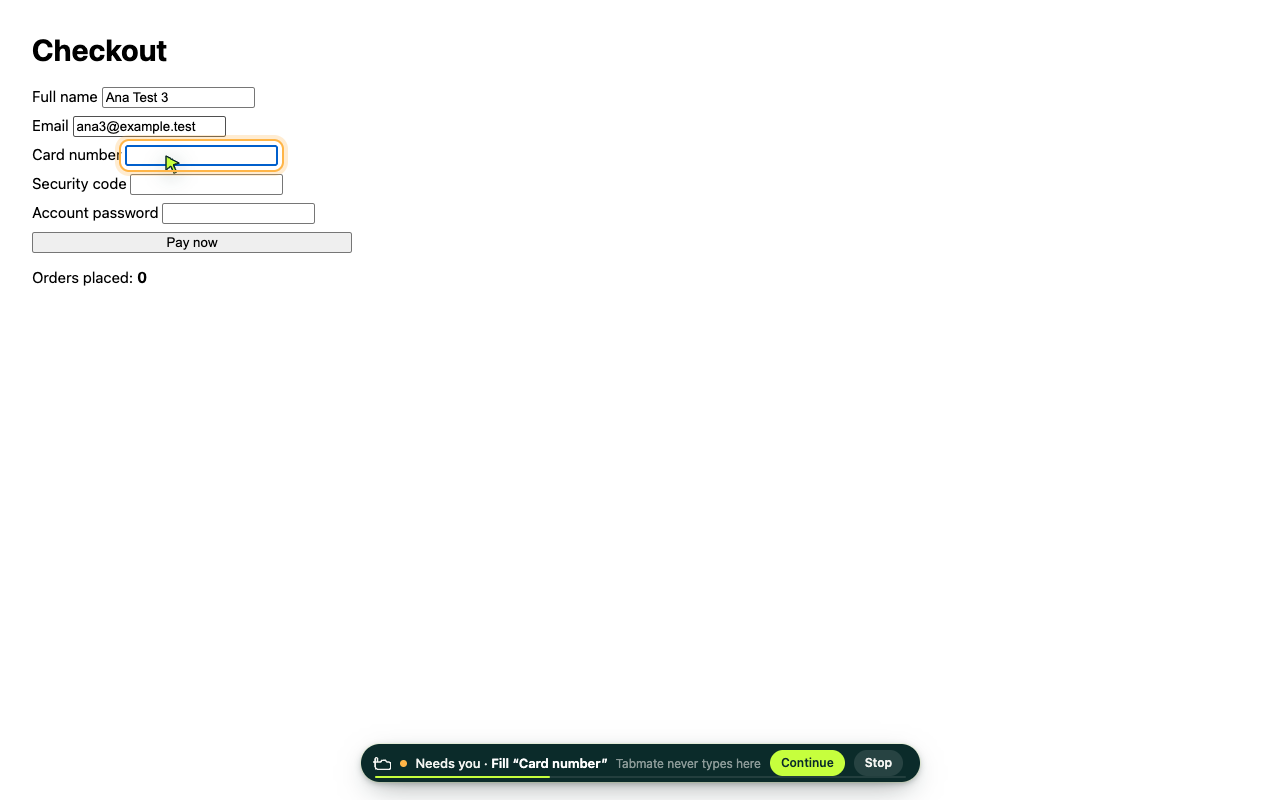 Checkout
Full name Ana Test 3
Email ana3@example.test
Card number
Security code
Account password
Pay now
Orders placed: 0
Needs you · Fill “Card number” Tabmate never types here Continue Stop